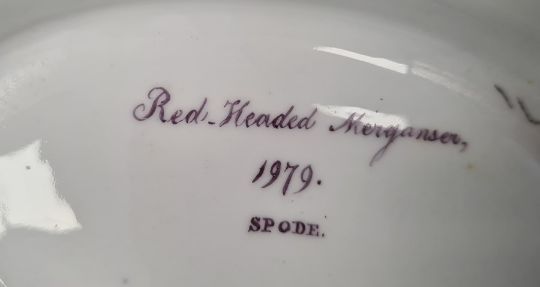 Red-Headed Merganser,
1979.
SPODE.